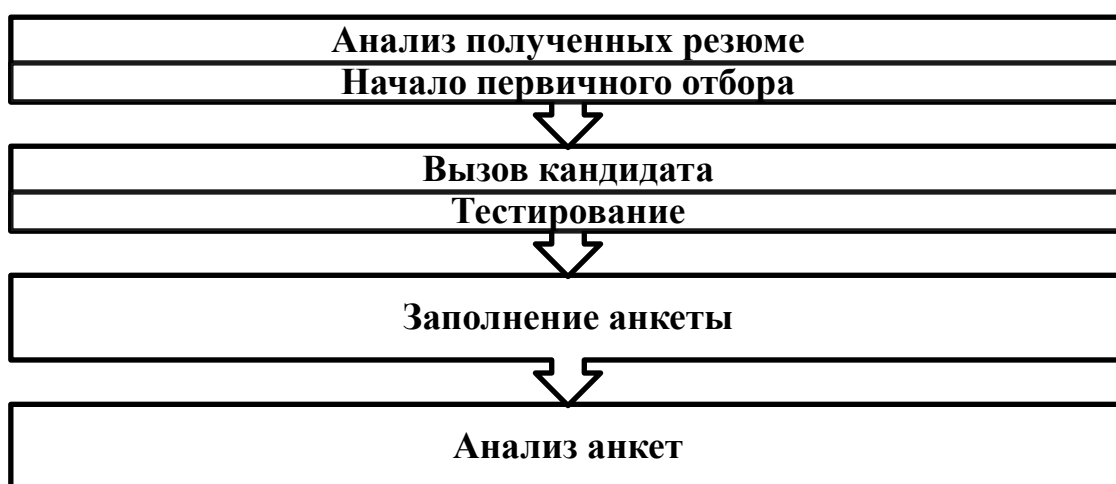 Анализ полученных резюме
Начало первичного отбора
Вызов кандидата
Тестирование
Заполнение анкеты
Анализ анкет